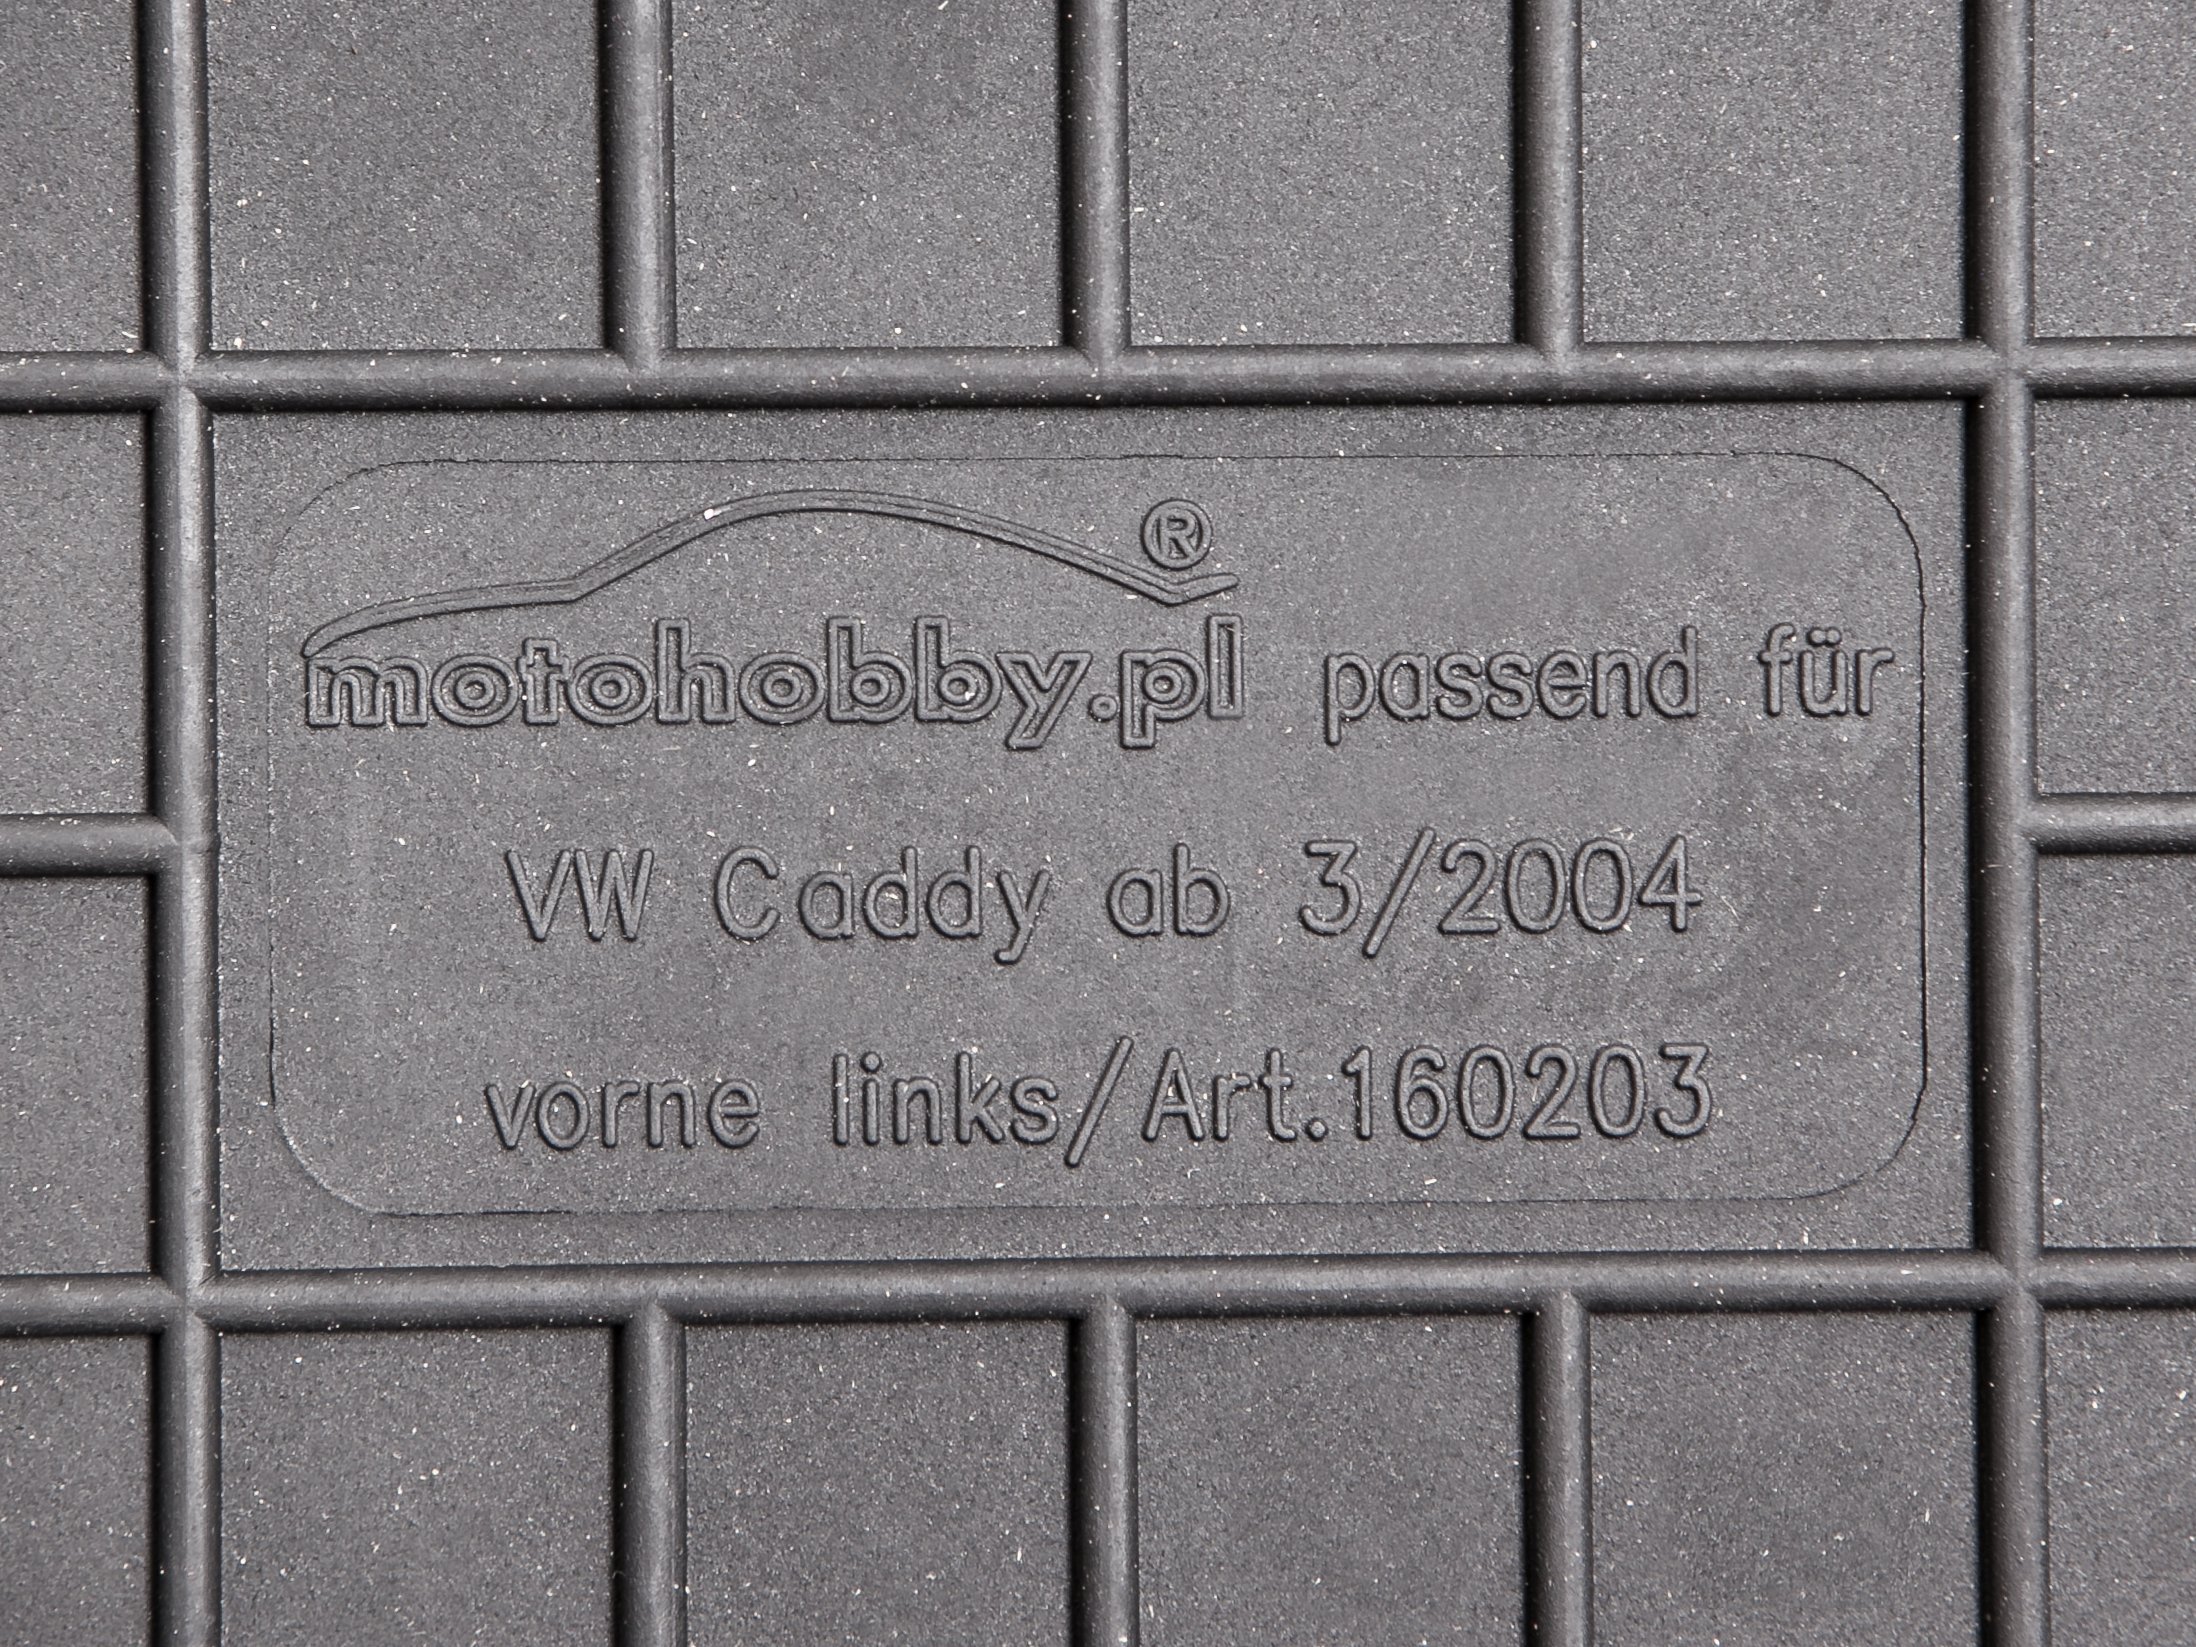 motohobby.pl® passend für
VW Caddy ab 3/2004
vorne links/Art.160203